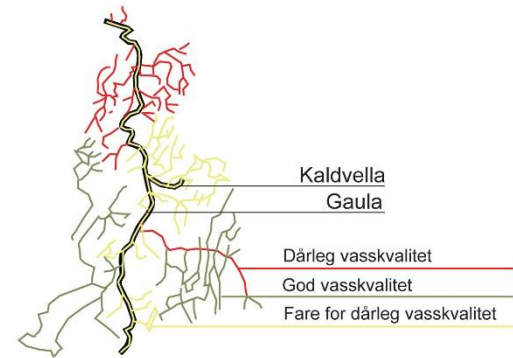 Kaldvella
Gaula
Dårleg vasskvalitet
God vasskvalitet
Fare for dårleg vasskvalitet